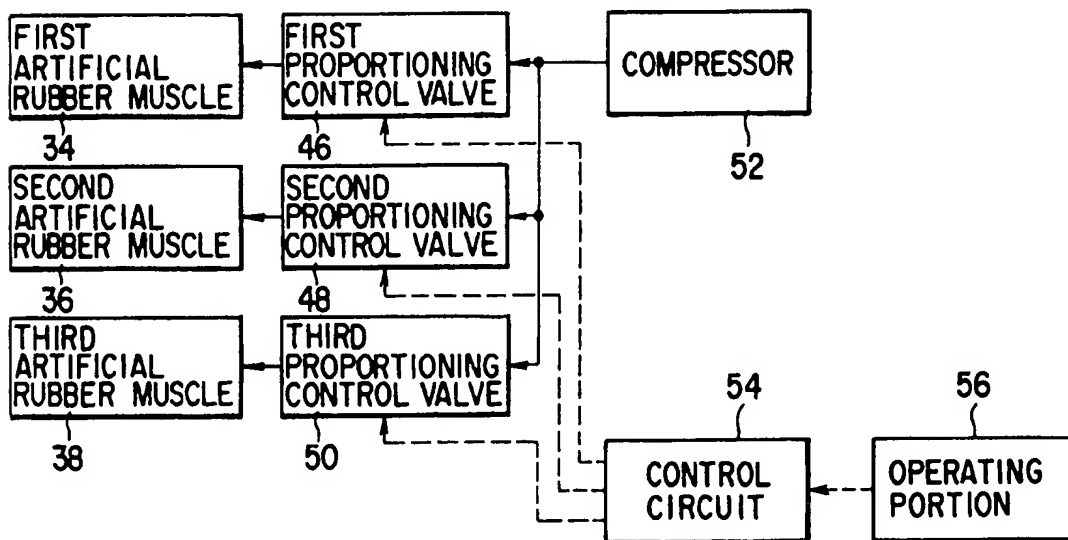 FIRST
ARTIFICIAL
RUBBER MUSCLE
34
FIRST
PROPORTIONING
CONTROL VALVE
46
COMPRESSOR
52
SECOND
ARTIFICIAL
RUBBER MUSCLE
36
SECOND
PROPORTIONING
CONTROL VALVE
48
THIRD
ARTIFICIAL
RUBBER MUSCLE
38
THIRD
PROPORTIONING
CONTROL VALVE
50
54
CONTROL
CIRCUIT
56
OPERATING
PORTION